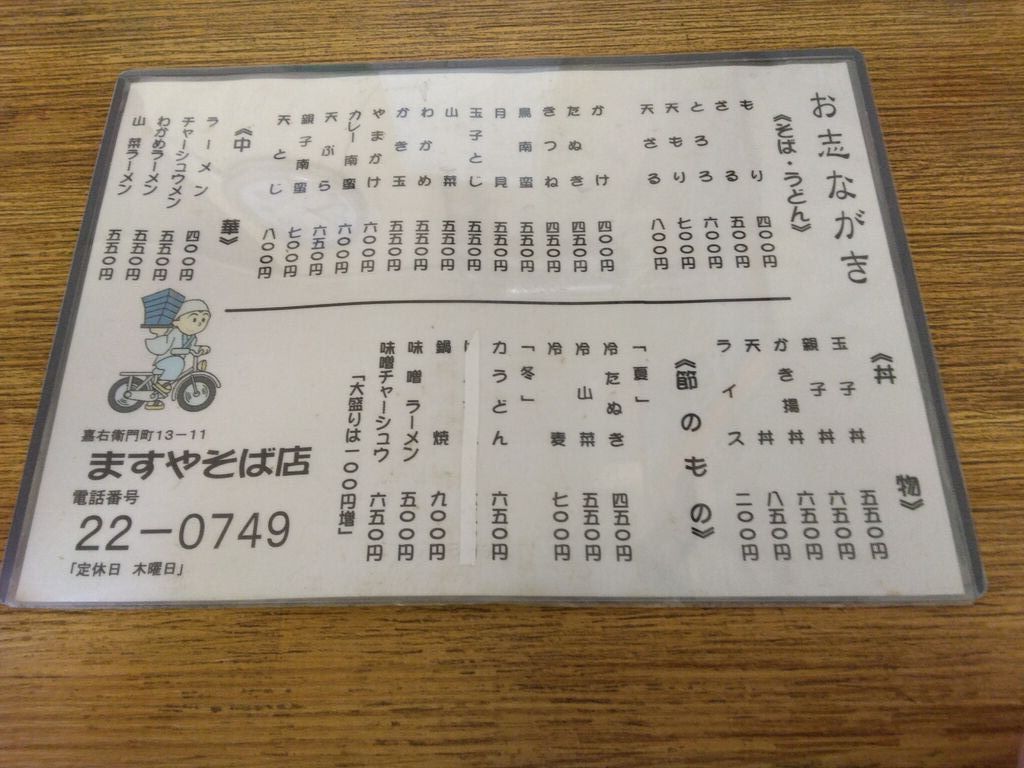 お志ながき
《そば・うどん》
もり 四〇〇円
ざる 五〇〇円
とろろ 六〇〇円
天もり 七〇〇円
天ざる 八〇〇円
かけ 四〇〇円
たぬき 四五〇円
きつね 四五〇円
鳥南蛮 五五〇円
月見 五五〇円
玉子とじ 五五〇円
山菜 五五〇円
わかめ 五五〇円
かき玉 五五〇円
やまかけ 六〇〇円
カレー南蛮 六〇〇円
天ぷら 六五〇円
親子南蛮 七〇〇円
天とじ 八〇〇円
《中華》
ラーメン 四〇〇円
チャーシュウメン 五五〇円
わかめラーメン 五五〇円
山菜ラーメン 五五〇円
《丼物》
玉子丼 五五〇円
親子丼 六五〇円
かき揚丼 六五〇円
天丼 八五〇円
ライス 二〇〇円
《節のもの》
「夏」
冷たぬき 四五〇円
冷山菜 五五〇円
冷麦 七〇〇円
「冬」
力うどん 六五〇円
鍋焼 九〇〇円
味噌ラーメン 五〇〇円
味噌チャーシュウ 六五〇円
「大盛りは一〇〇円増」
嘉右衛門町13－11
ますやそば店
電話番号
22－0749
「定休日 木曜日」